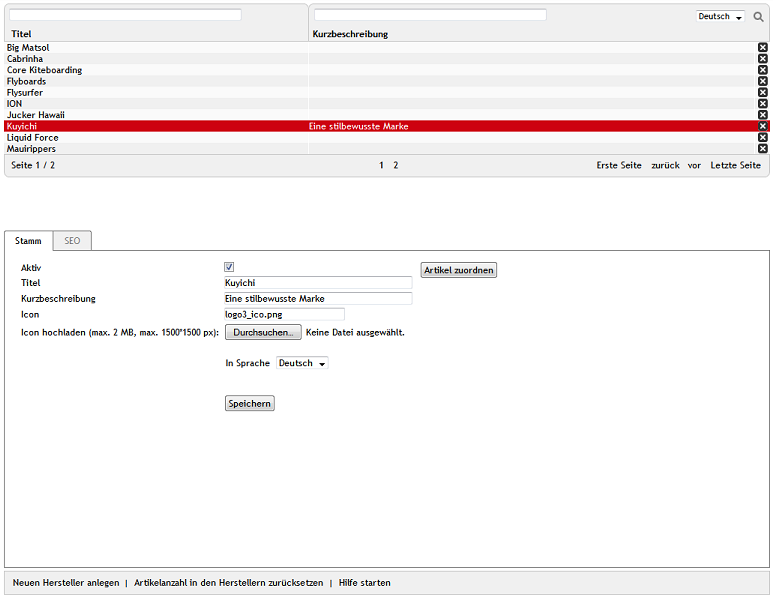 Deutsch
Titel Kurzbeschreibung
Big Matsol
Cabrinha
Core Kiteboarding
Flyboards
Flysurfer
ION
Jucker Hawaii
Kuyichi Eine stilbewusste Marke
Liquid Force
Mauirippers
Seite 1 / 2 1 2 Erste Seite zurück vor Letzte Seite
Stamm SEO
Aktiv Artikel zuordnen
Titel Kuyichi
Kurzbeschreibung Eine stilbewusste Marke
Icon logo3_ico.png
Icon hochladen (max. 2 MB, max. 1500*1500 px): Durchsuchen... Keine Datei ausgewählt.
In Sprache Deutsch
Speichern
Neuen Hersteller anlegen | Artikelanzahl in den Herstellern zurücksetzen | Hilfe starten